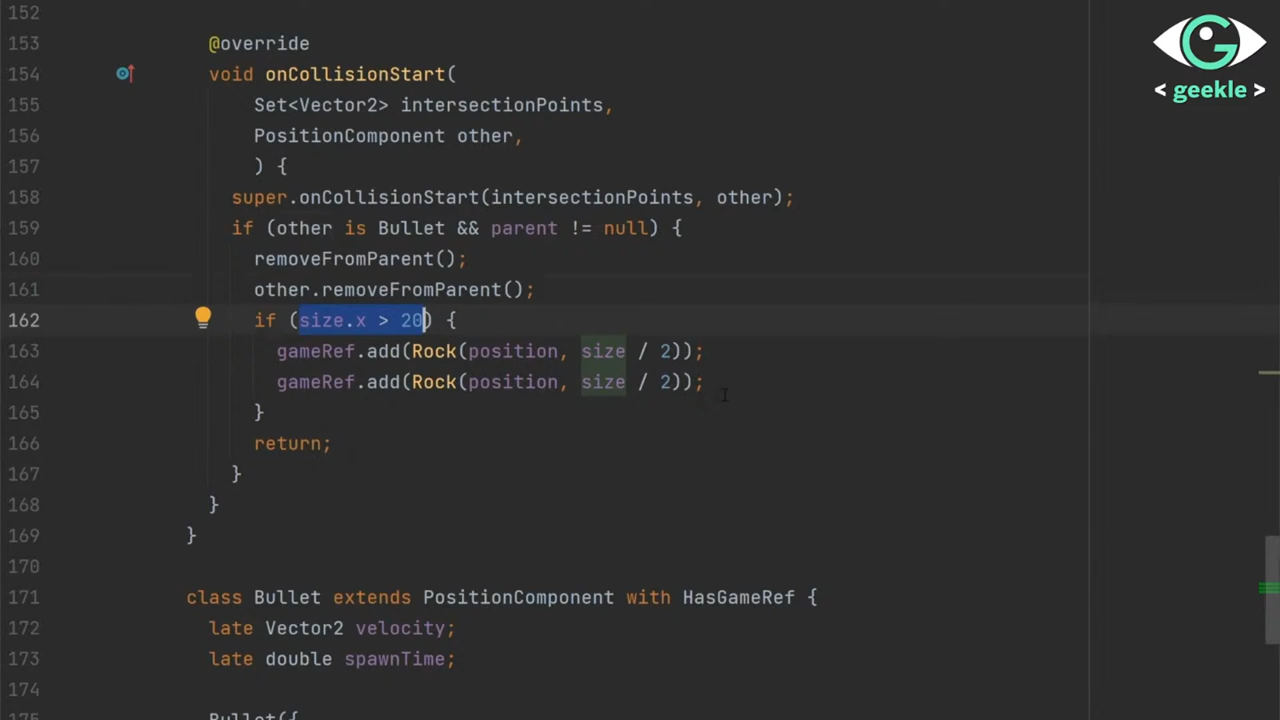 152
153 @override
154 void onCollisionStart(
155 Set<Vector2> intersectionPoints,
156 PositionComponent other,
157 ) {
158 super.onCollisionStart(intersectionPoints, other);
159 if (other is Bullet && parent != null) {
160 removeFromParent();
161 other.removeFromParent();
162 if (size.x > 20) {
163 gameRef.add(Rock(position, size / 2));
164 gameRef.add(Rock(position, size / 2));
165 }
166 return;
167 }
168 }
169 }
170
171 class Bullet extends PositionComponent with HasGameRef {
172 late Vector2 velocity;
173 late double spawnTime;
174
175 Bullet({
G
< geekle >